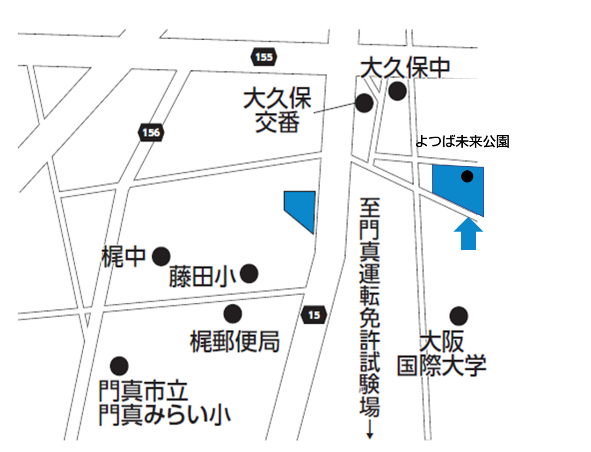 155
大久保中
大久保
交番
156
よつば未来公園
至門真運転免許試験場→
梶中
藤田小
15
梶郵便局
大阪
国際大学
門真市立
門真みらい小